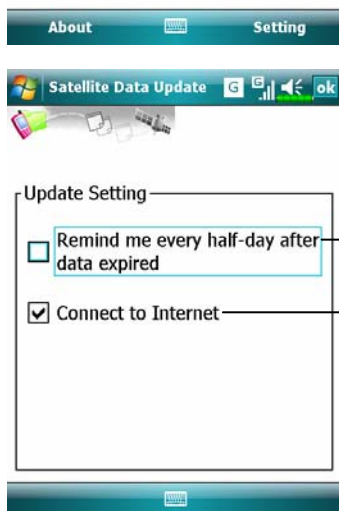 About Setting
Satellite Data Update G G ok
Update Setting
Remind me every half-day after
data expired
Connect to Internet